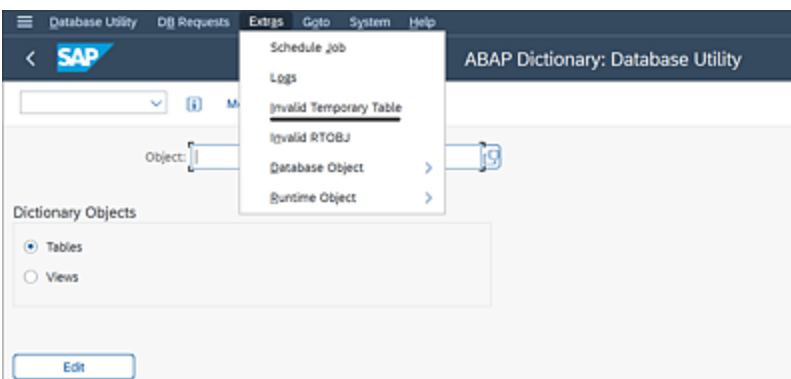 Database Utility DB Requests Extras Goto System Help
SAP ABAP Dictionary: Database Utility
Schedule Job
Logs
Invalid Temporary Table
Invalid RTOBJ
Database Object
Runtime Object
Object:
Dictionary Objects
Tables
Views
Edit